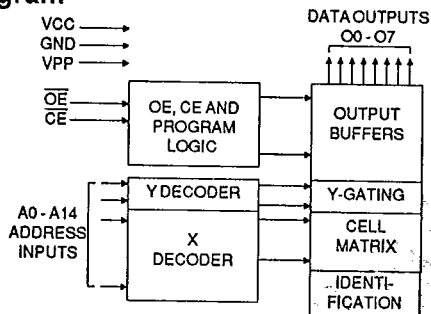 gram
DATA OUTPUTS
O0 - O7
VCC
GND
VPP
OE
CE
OE, CE AND
PROGRAM
LOGIC
OUTPUT
BUFFERS
A0 - A14
ADDRESS
INPUTS
Y DECODER
X
DECODER
Y-GATING
CELL
MATRIX
IDENTI-
FICATION